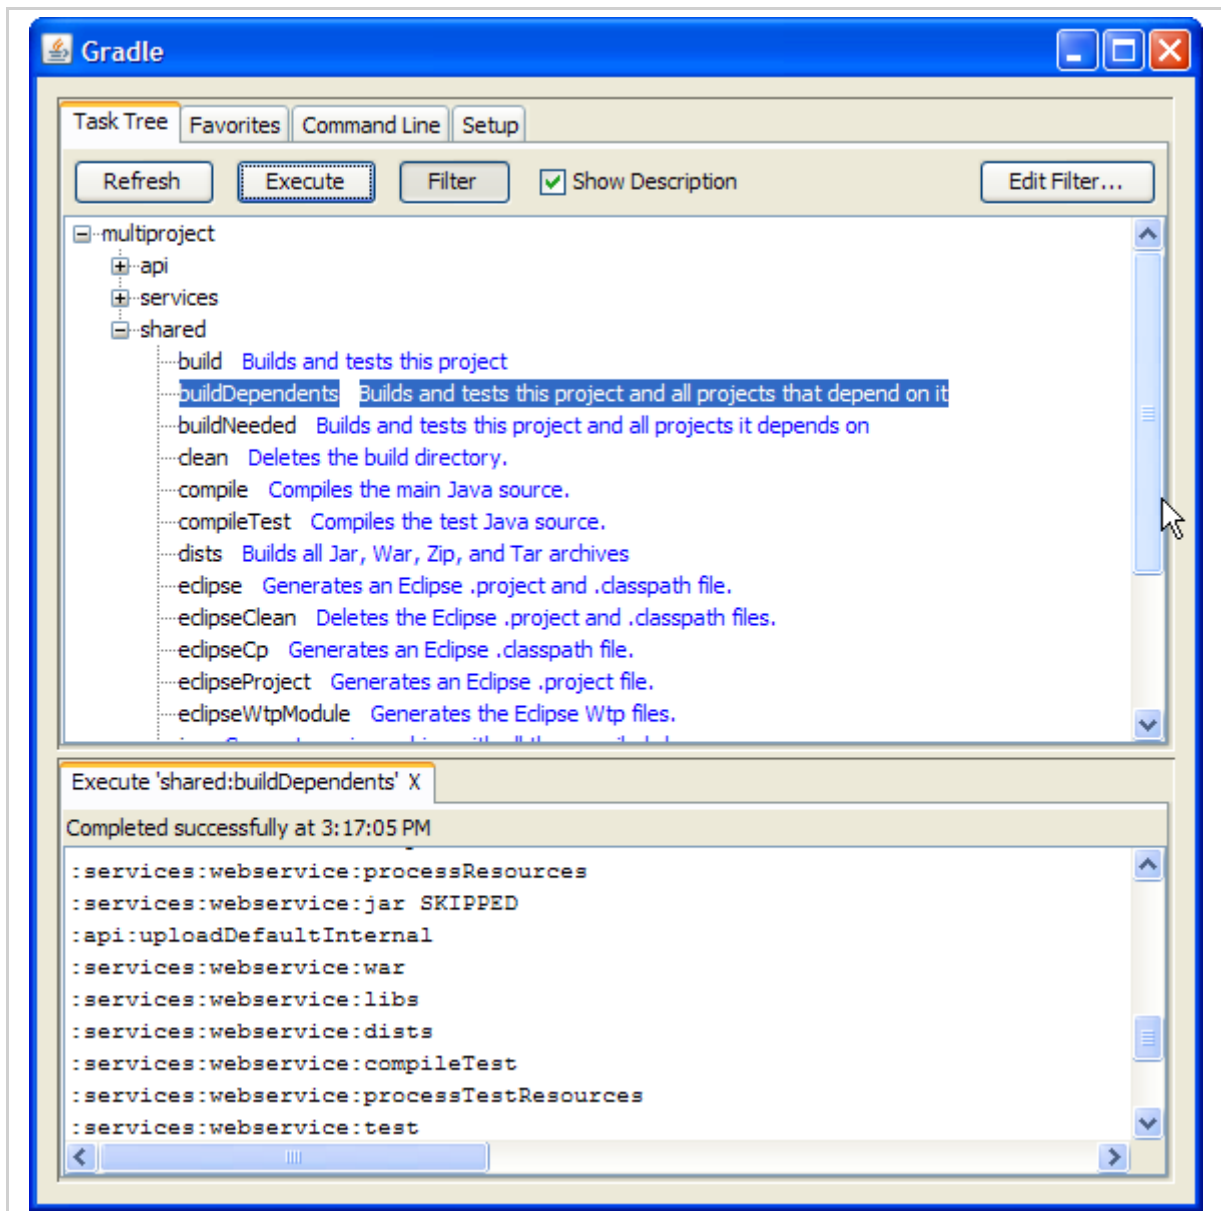 Gradle
Task Tree Favorites Command Line Setup
Refresh Execute Filter Show Description Edit Filter...
multiproject
api
services
shared
build Builds and tests this project
buildDependents Builds and tests this project and all projects that depend on it
buildNeeded Builds and tests this project and all projects it depends on
clean Deletes the build directory.
compile Compiles the main Java source.
compileTest Compiles the test Java source.
dists Builds all Jar, War, Zip, and Tar archives
eclipse Generates an Eclipse .project and .classpath file.
eclipseClean Deletes the Eclipse .project and .classpath files.
eclipseCp Generates an Eclipse .classpath file.
eclipseProject Generates an Eclipse .project file.
eclipseWtpModule Generates the Eclipse Wtp files.
Execute 'shared:buildDependents' X
Completed successfully at 3:17:05 PM
:services:webservice:processResources
:services:webservice:jar SKIPPED
:api:uploadDefaultInternal
:services:webservice:war
:services:webservice:libs
:services:webservice:dists
:services:webservice:compileTest
:services:webservice:processTestResources
:services:webservice:test